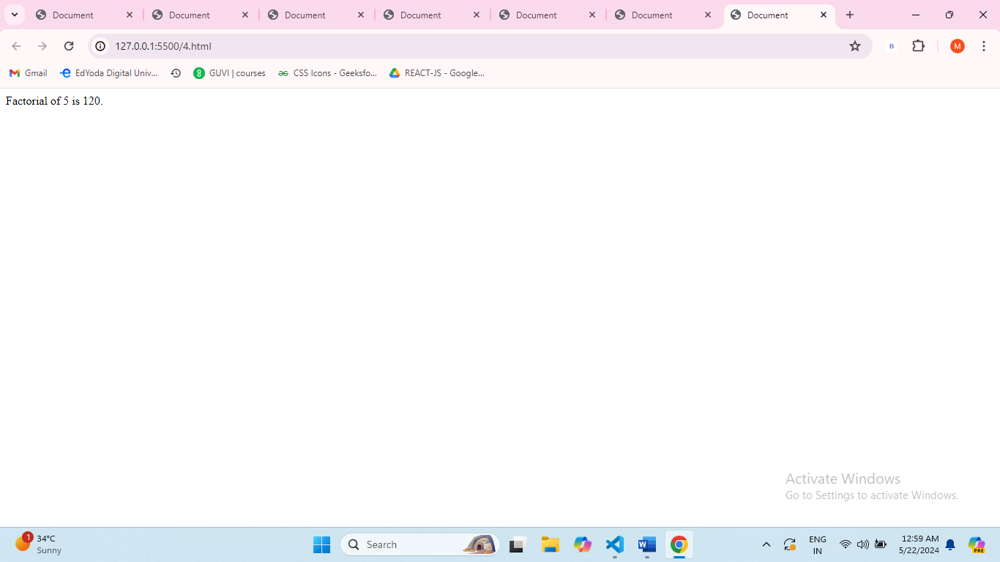 Document Document Document Document Document Document Document
127.0.0.1:5500/4.html B M
Gmail EdYoda Digital Univ... GUVI | courses CSS Icons - Geeksfo... REACT-JS - Google...
Factorial of 5 is 120.
Activate Windows
Go to Settings to activate Windows.
1 34°C
Sunny
Search
W
ENG
IN
12:59 AM
5/22/2024
PRE